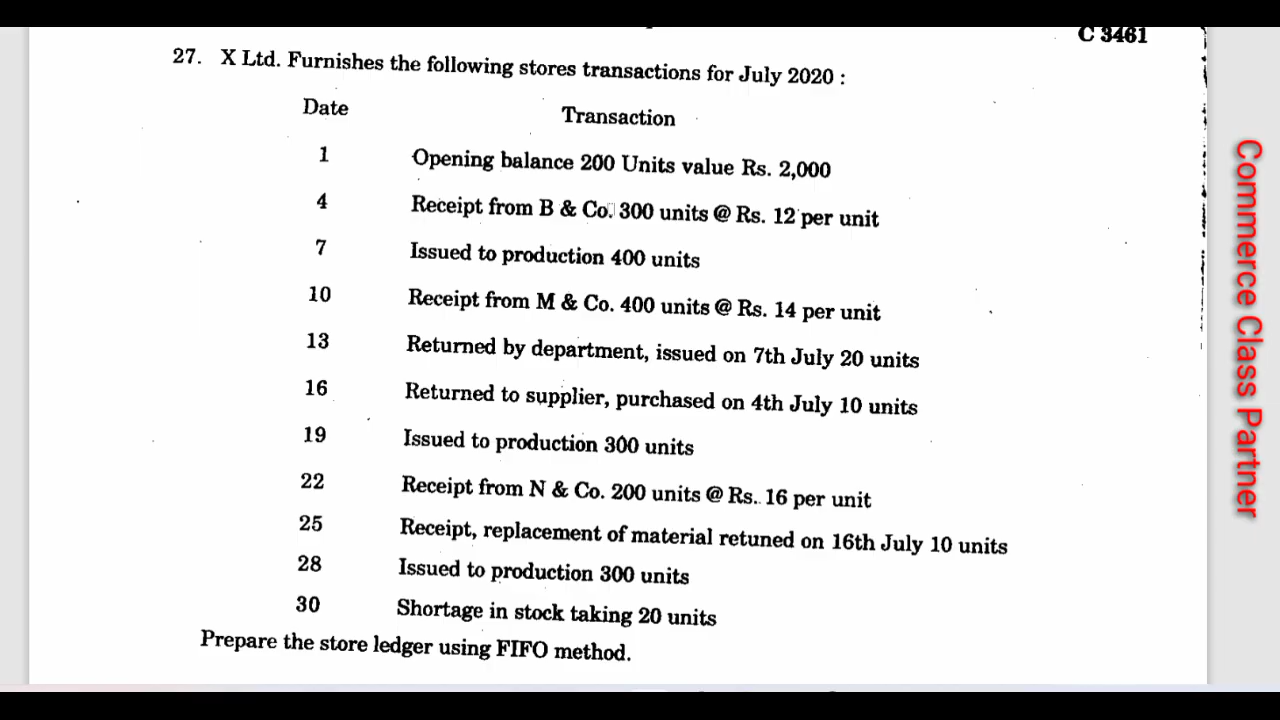 C 3461
27. X Ltd. Furnishes the following stores transactions for July 2020 :
Date Transaction
1 Opening balance 200 Units value Rs. 2,000
4 Receipt from B & Co. 300 units @ Rs. 12 per unit
7 Issued to production 400 units
10 Receipt from M & Co. 400 units @ Rs. 14 per unit
13 Returned by department, issued on 7th July 20 units
16 Returned to supplier, purchased on 4th July 10 units
19 Issued to production 300 units
22 Receipt from N & Co. 200 units @ Rs. 16 per unit
25 Receipt, replacement of material retuned on 16th July 10 units
28 Issued to production 300 units
30 Shortage in stock taking 20 units
Prepare the store ledger using FIFO method.
Commerce Class Partner